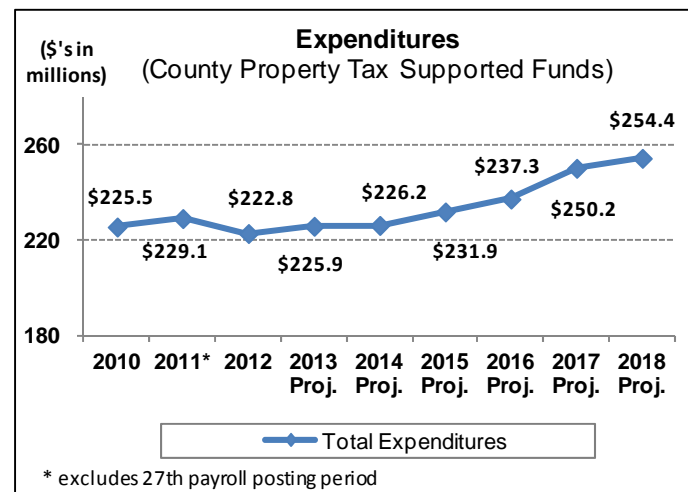 Expenditures
(County Property Tax Supported Funds)
($'s in
millions)
260
220
180
$225.5
$229.1
$222.8
$225.9
$226.2
$231.9
$237.3
$250.2
$254.4
2010 2011* 2012 2013 2014 2015 2016 2017 2018
Proj. Proj. Proj. Proj. Proj. Proj.
Total Expenditures
* excludes 27th payroll posting period